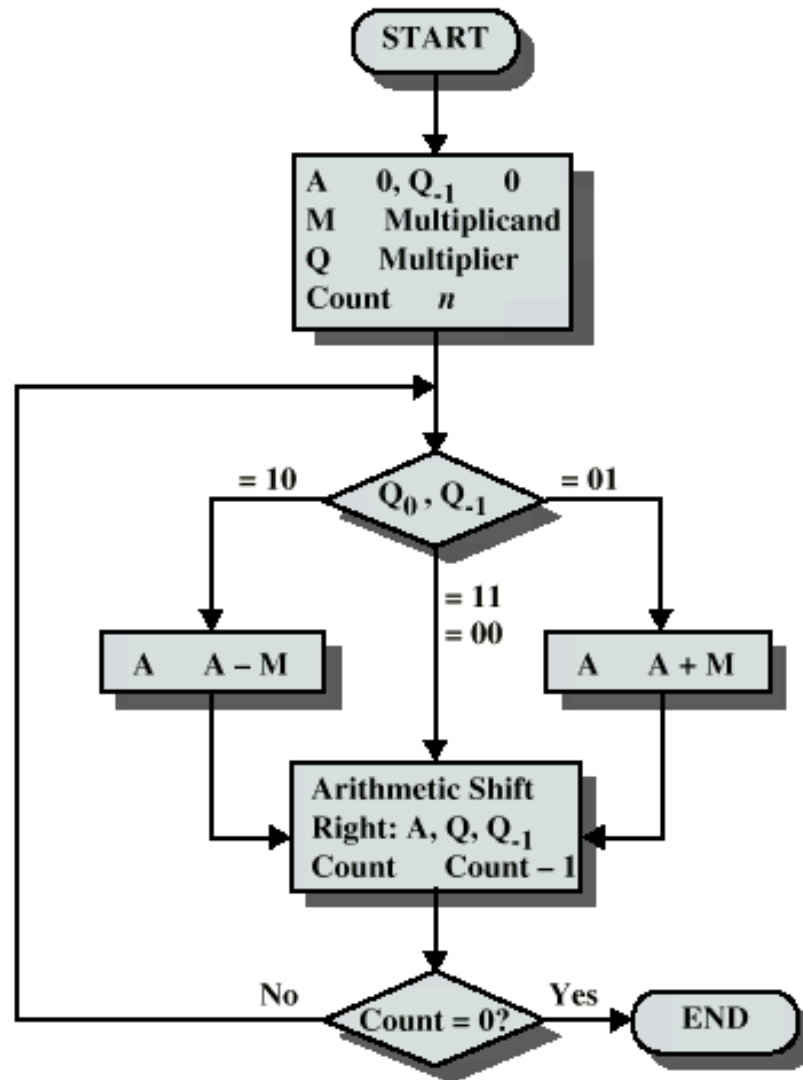 START
A 0, Q₋₁ 0
M Multiplicand
Q Multiplier
Count n
= 10
Q₀ , Q₋₁
= 01
= 11
= 00
A A – M
A A + M
Arithmetic Shift
Right: A, Q, Q₋₁
Count Count – 1
No
Count = 0?
Yes
END